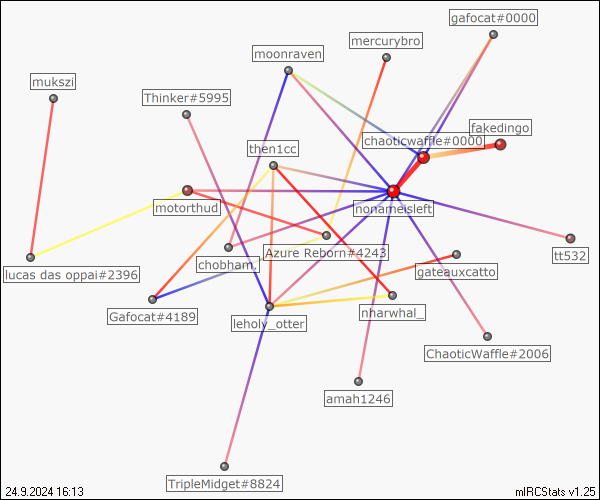 gafocat#0000
mercurybro
moonraven
mukszi
Thinker#5995
fakedingo
chaoticwaffle#0000
then1cc
motorthud
nonameisleft
Azure Reborn#4243
tt532
chobham.
lucas das oppai#2396
gateauxcatto
Gafocat#4189
nharwhal_
leholy_otter
ChaoticWaffle#2006
amah1246
TripleMidget#8824
24.9.2024 16:13
mIRCStats v1.25